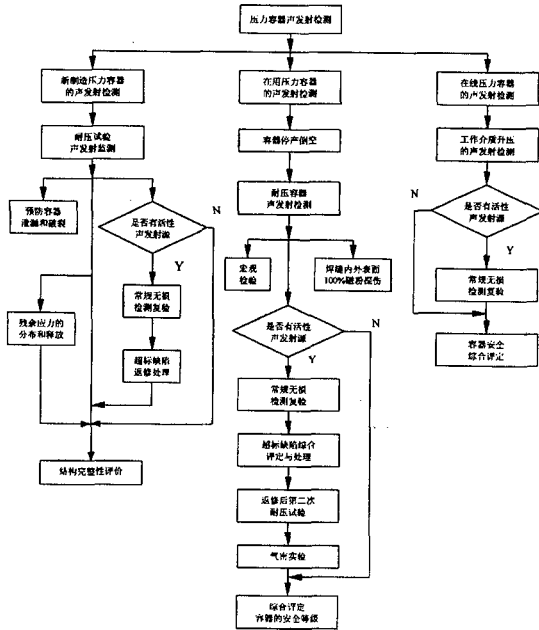 压力容器声发射检测
新制造压力容器
的声发射检测
耐压试验
声发射监测
预防容器
泄漏和破裂
是否有活性
声发射源
N
Y
常规无损
检测复验
残余应力的
分布和释放
超标缺陷
返修处理
结构完整性评价
在用压力容器
的声发射检测
容器停产倒空
耐压容器
声发射检测
宏观
检验
焊缝内外表面
100%磁粉探伤
是否有活性
声发射源
N
Y
常规无损
检测复验
超标缺陷综合
评定与处理
返修后第二次
耐压试验
气密实验
综合评定
容器的安全等级
在线压力容器
的声发射检测
工作介质升压
的声发射检测
N
是否有活性
声发射源
Y
常规无损
检测复验
容器安全
综合评定